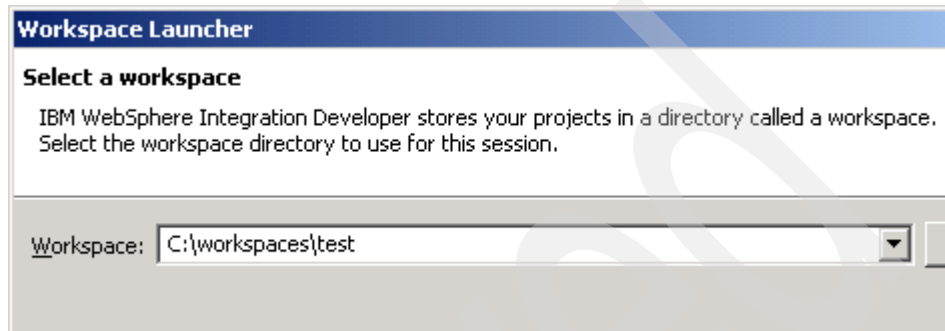 Workspace Launcher
Select a workspace
IBM WebSphere Integration Developer stores your projects in a directory called a workspace.
Select the workspace directory to use for this session.
Workspace: C:\workspaces\test